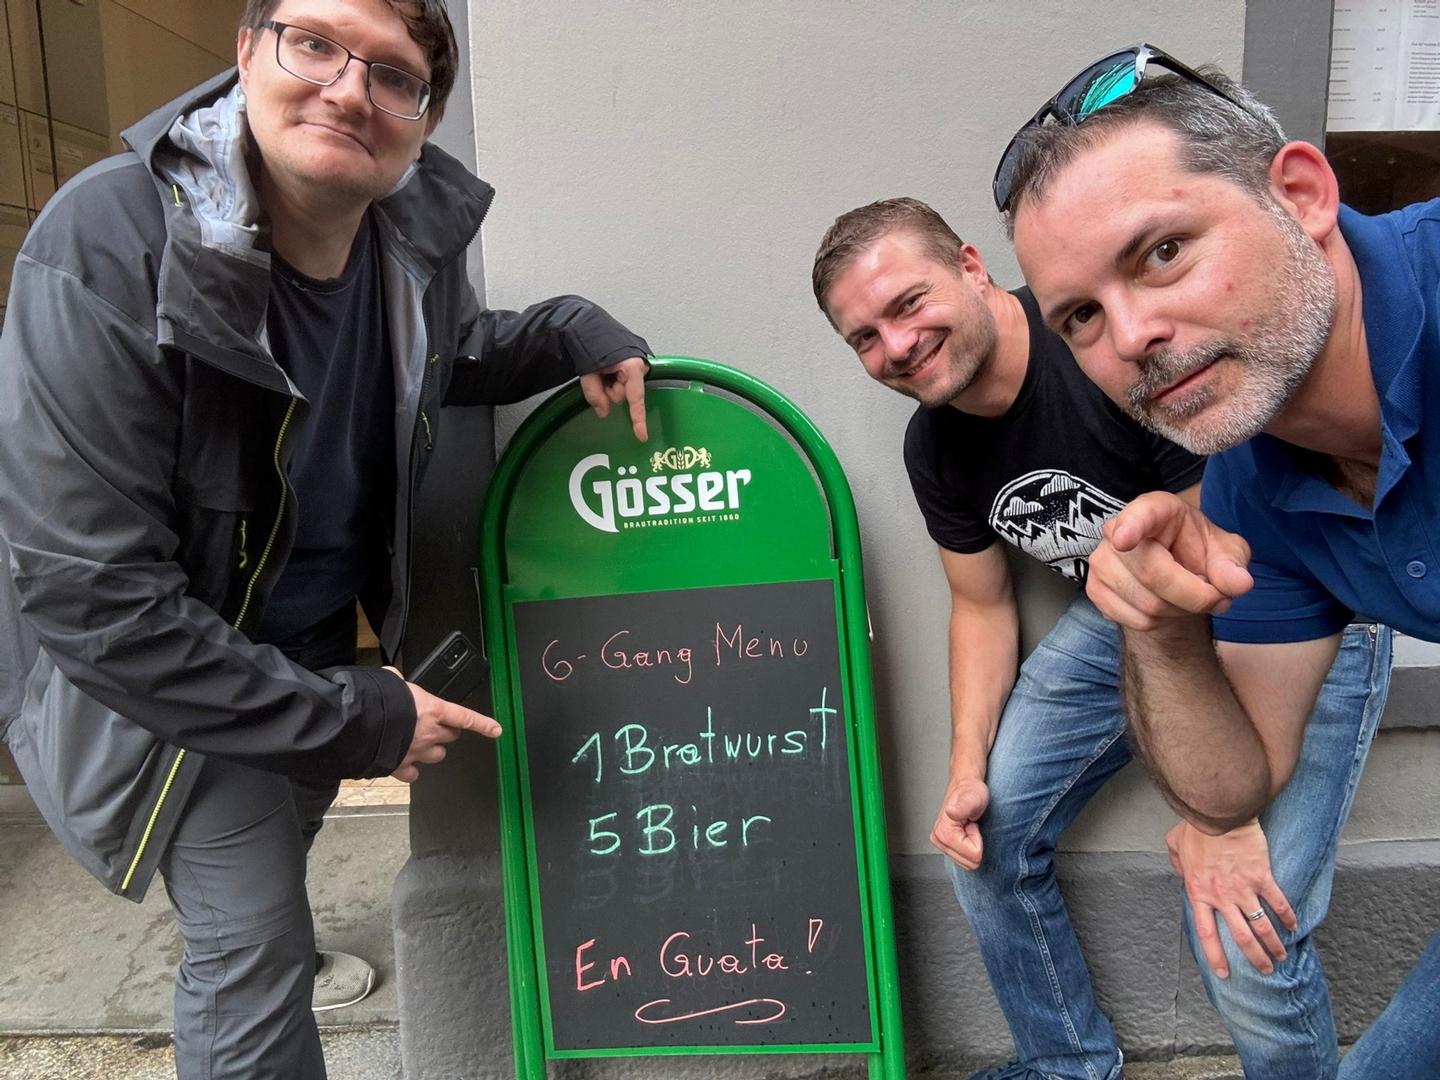 Gösser
BRAUTRADITION SEIT 1860
6-Gang Menu
1 Bratwurst
5 Bier
En Guata!